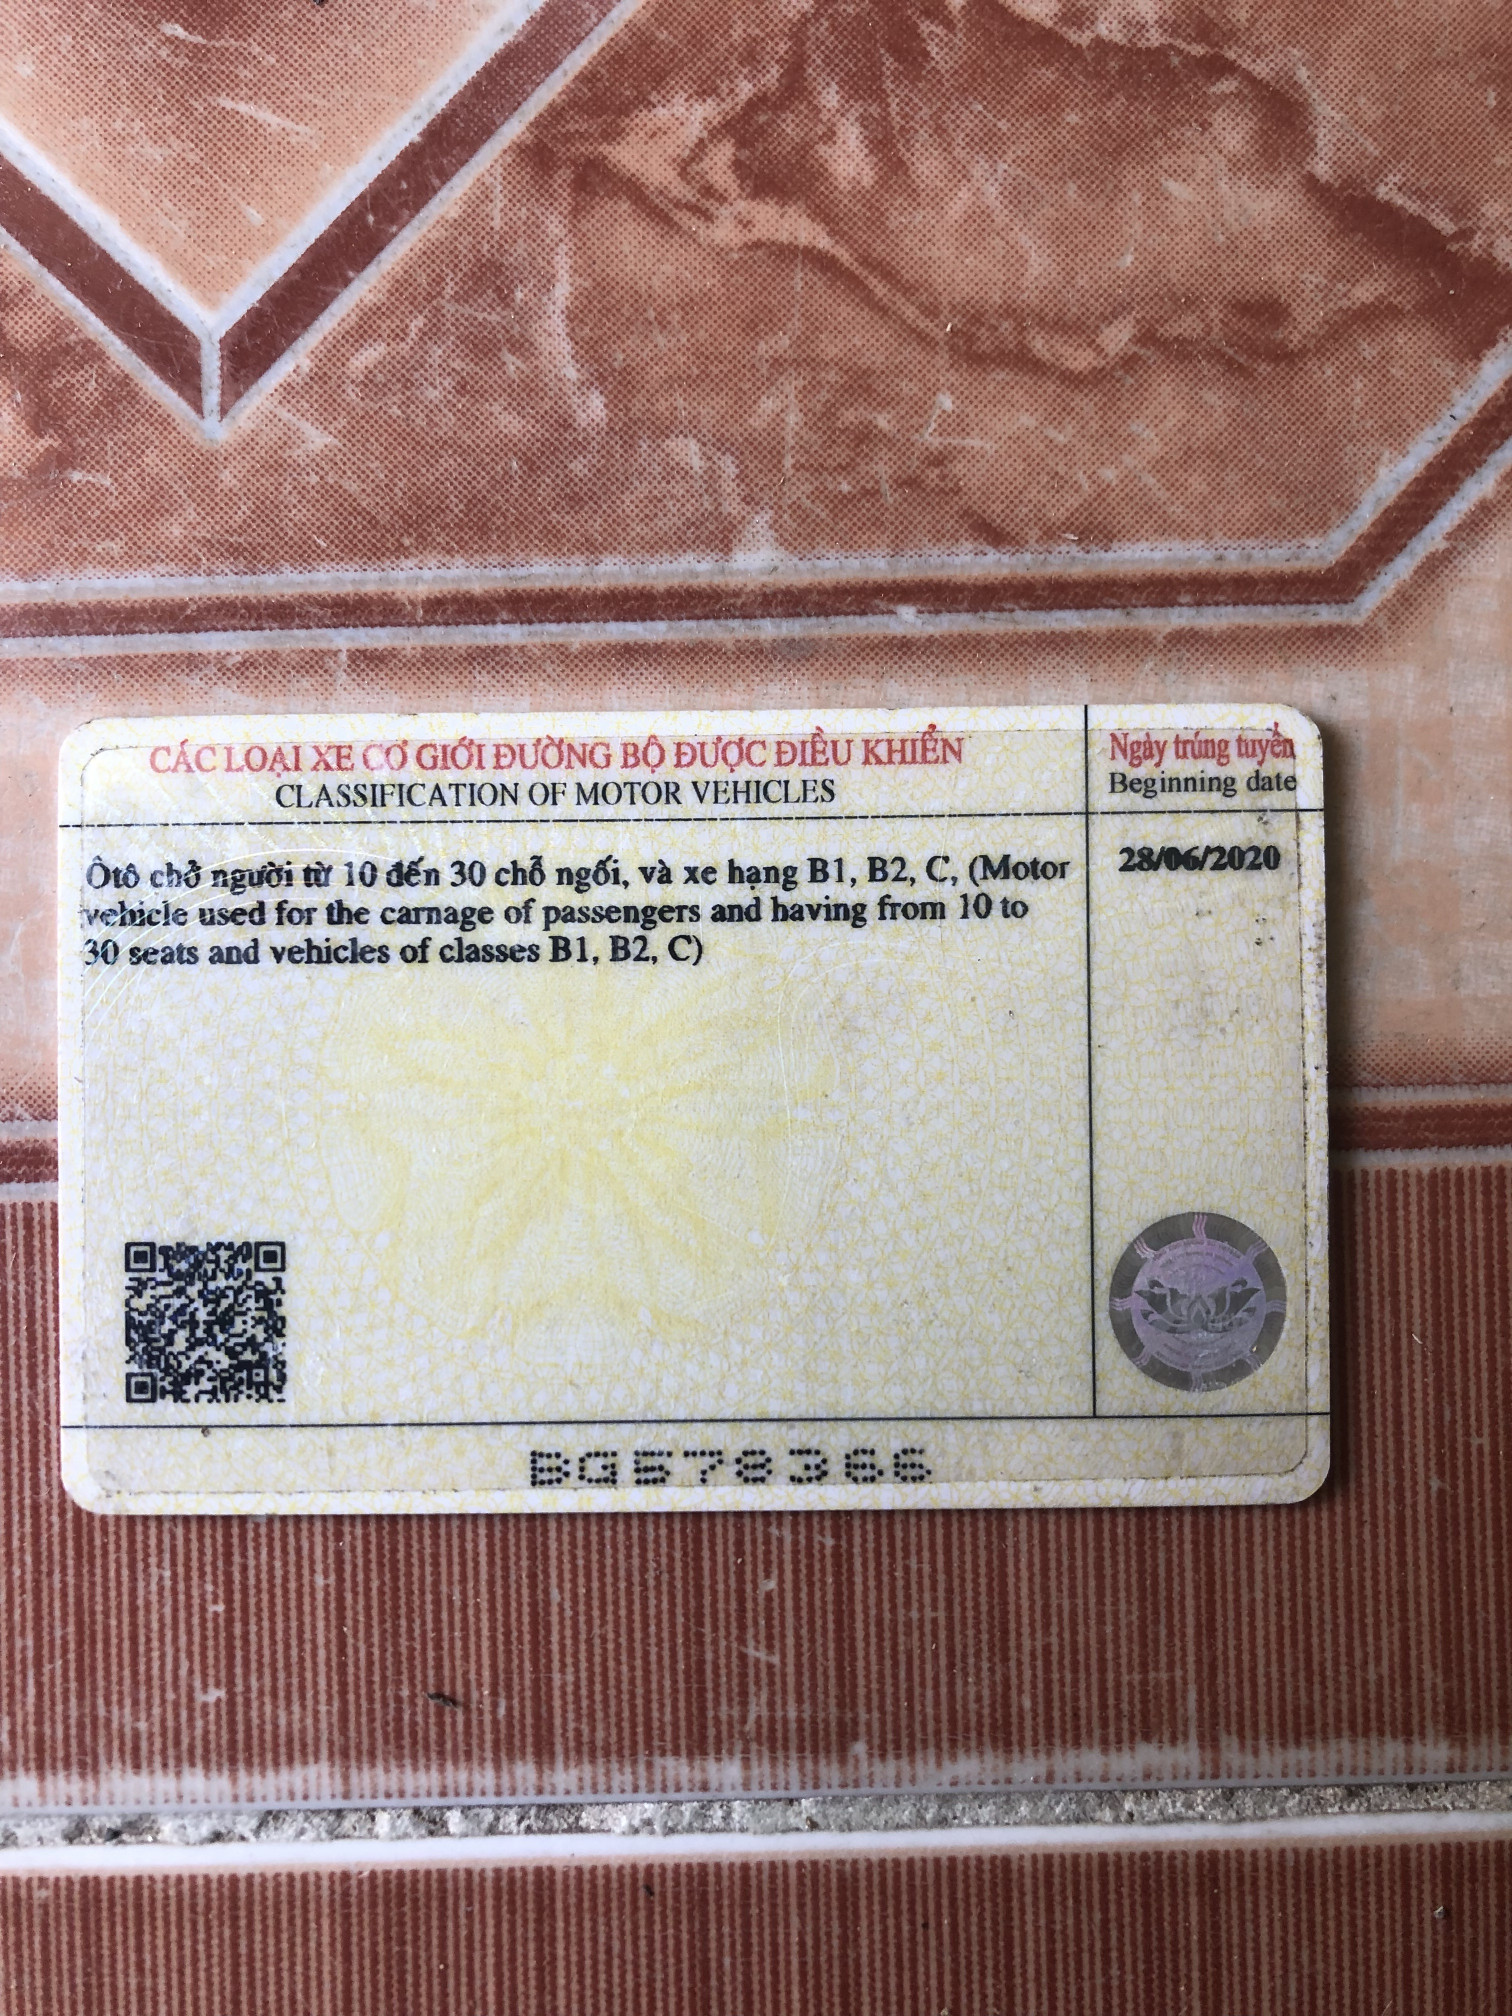 CÁC LOẠI XE CƠ GIỚI ĐƯỜNG BỘ ĐƯỢC ĐIỀU KHIỂN
CLASSIFICATION OF MOTOR VEHICLES
Ngày trúng tuyển
Beginning date
Ôtô chở người từ 10 đến 30 chỗ ngối, và xe hạng B1, B2, C, (Motor
vehicle used for the carnage of passengers and having from 10 to
30 seats and vehicles of classes B1, B2, C)
28/06/2020
BG578366